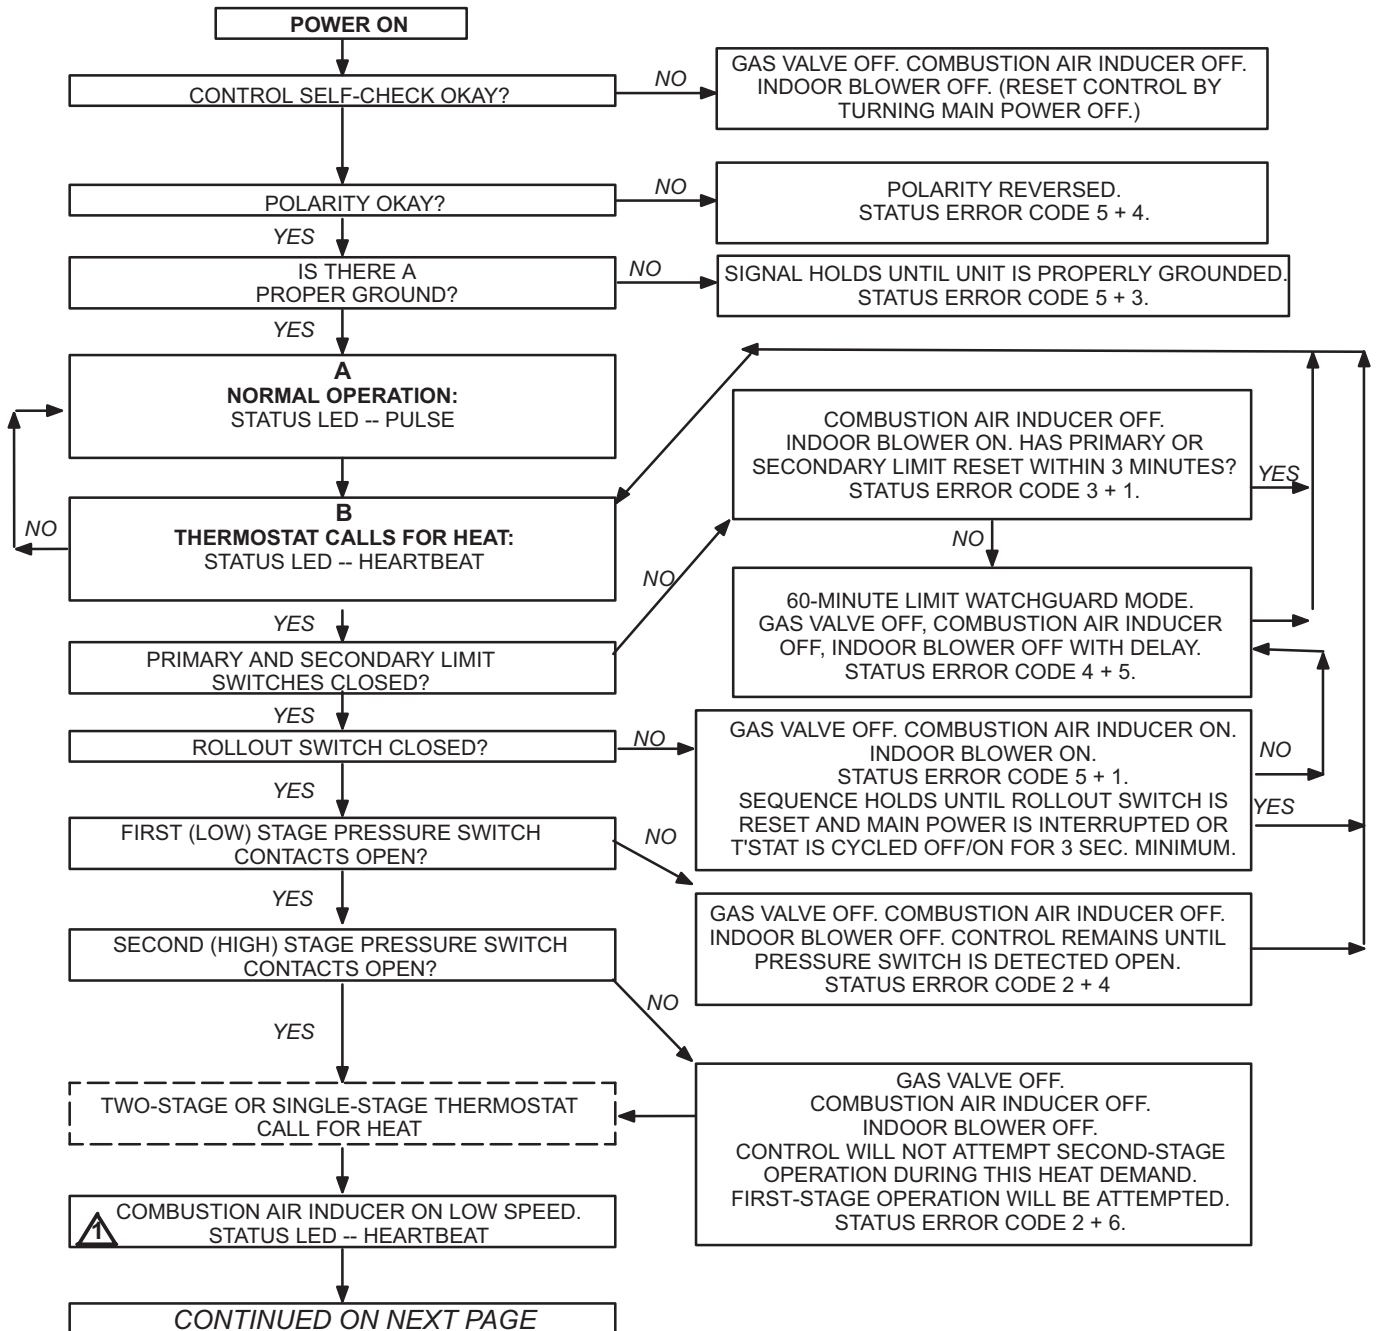 POWER ON
CONTROL SELF-CHECK OKAY?
NO
GAS VALVE OFF. COMBUSTION AIR INDUCER OFF.
INDOOR BLOWER OFF. (RESET CONTROL BY
TURNING MAIN POWER OFF.)
POLARITY OKAY?
NO
POLARITY REVERSED.
STATUS ERROR CODE 5 + 4.
YES
IS THERE A
PROPER GROUND?
NO
SIGNAL HOLDS UNTIL UNIT IS PROPERLY GROUNDED.
STATUS ERROR CODE 5 + 3.
YES
A
NORMAL OPERATION:
STATUS LED -- PULSE
COMBUSTION AIR INDUCER OFF.
INDOOR BLOWER ON. HAS PRIMARY OR
SECONDARY LIMIT RESET WITHIN 3 MINUTES?
STATUS ERROR CODE 3 + 1.
YES
NO
B
THERMOSTAT CALLS FOR HEAT:
STATUS LED -- HEARTBEAT
NO
NO
YES
60-MINUTE LIMIT WATCHGUARD MODE.
GAS VALVE OFF, COMBUSTION AIR INDUCER
OFF, INDOOR BLOWER OFF WITH DELAY.
STATUS ERROR CODE 4 + 5.
PRIMARY AND SECONDARY LIMIT
SWITCHES CLOSED?
YES
ROLLOUT SWITCH CLOSED?
NO
GAS VALVE OFF. COMBUSTION AIR INDUCER ON.
INDOOR BLOWER ON.
STATUS ERROR CODE 5 + 1.
SEQUENCE HOLDS UNTIL ROLLOUT SWITCH IS
RESET AND MAIN POWER IS INTERRUPTED OR
T'STAT IS CYCLED OFF/ON FOR 3 SEC. MINIMUM.
NO
YES
YES
FIRST (LOW) STAGE PRESSURE SWITCH
CONTACTS OPEN?
NO
YES
GAS VALVE OFF. COMBUSTION AIR INDUCER OFF.
INDOOR BLOWER OFF. CONTROL REMAINS UNTIL
PRESSURE SWITCH IS DETECTED OPEN.
STATUS ERROR CODE 2 + 4
SECOND (HIGH) STAGE PRESSURE SWITCH
CONTACTS OPEN?
NO
YES
GAS VALVE OFF.
COMBUSTION AIR INDUCER OFF.
INDOOR BLOWER OFF.
CONTROL WILL NOT ATTEMPT SECOND-STAGE
OPERATION DURING THIS HEAT DEMAND.
FIRST-STAGE OPERATION WILL BE ATTEMPTED.
STATUS ERROR CODE 2 + 6.
TWO-STAGE OR SINGLE-STAGE THERMOSTAT
CALL FOR HEAT
1
COMBUSTION AIR INDUCER ON LOW SPEED.
STATUS LED -- HEARTBEAT
CONTINUED ON NEXT PAGE